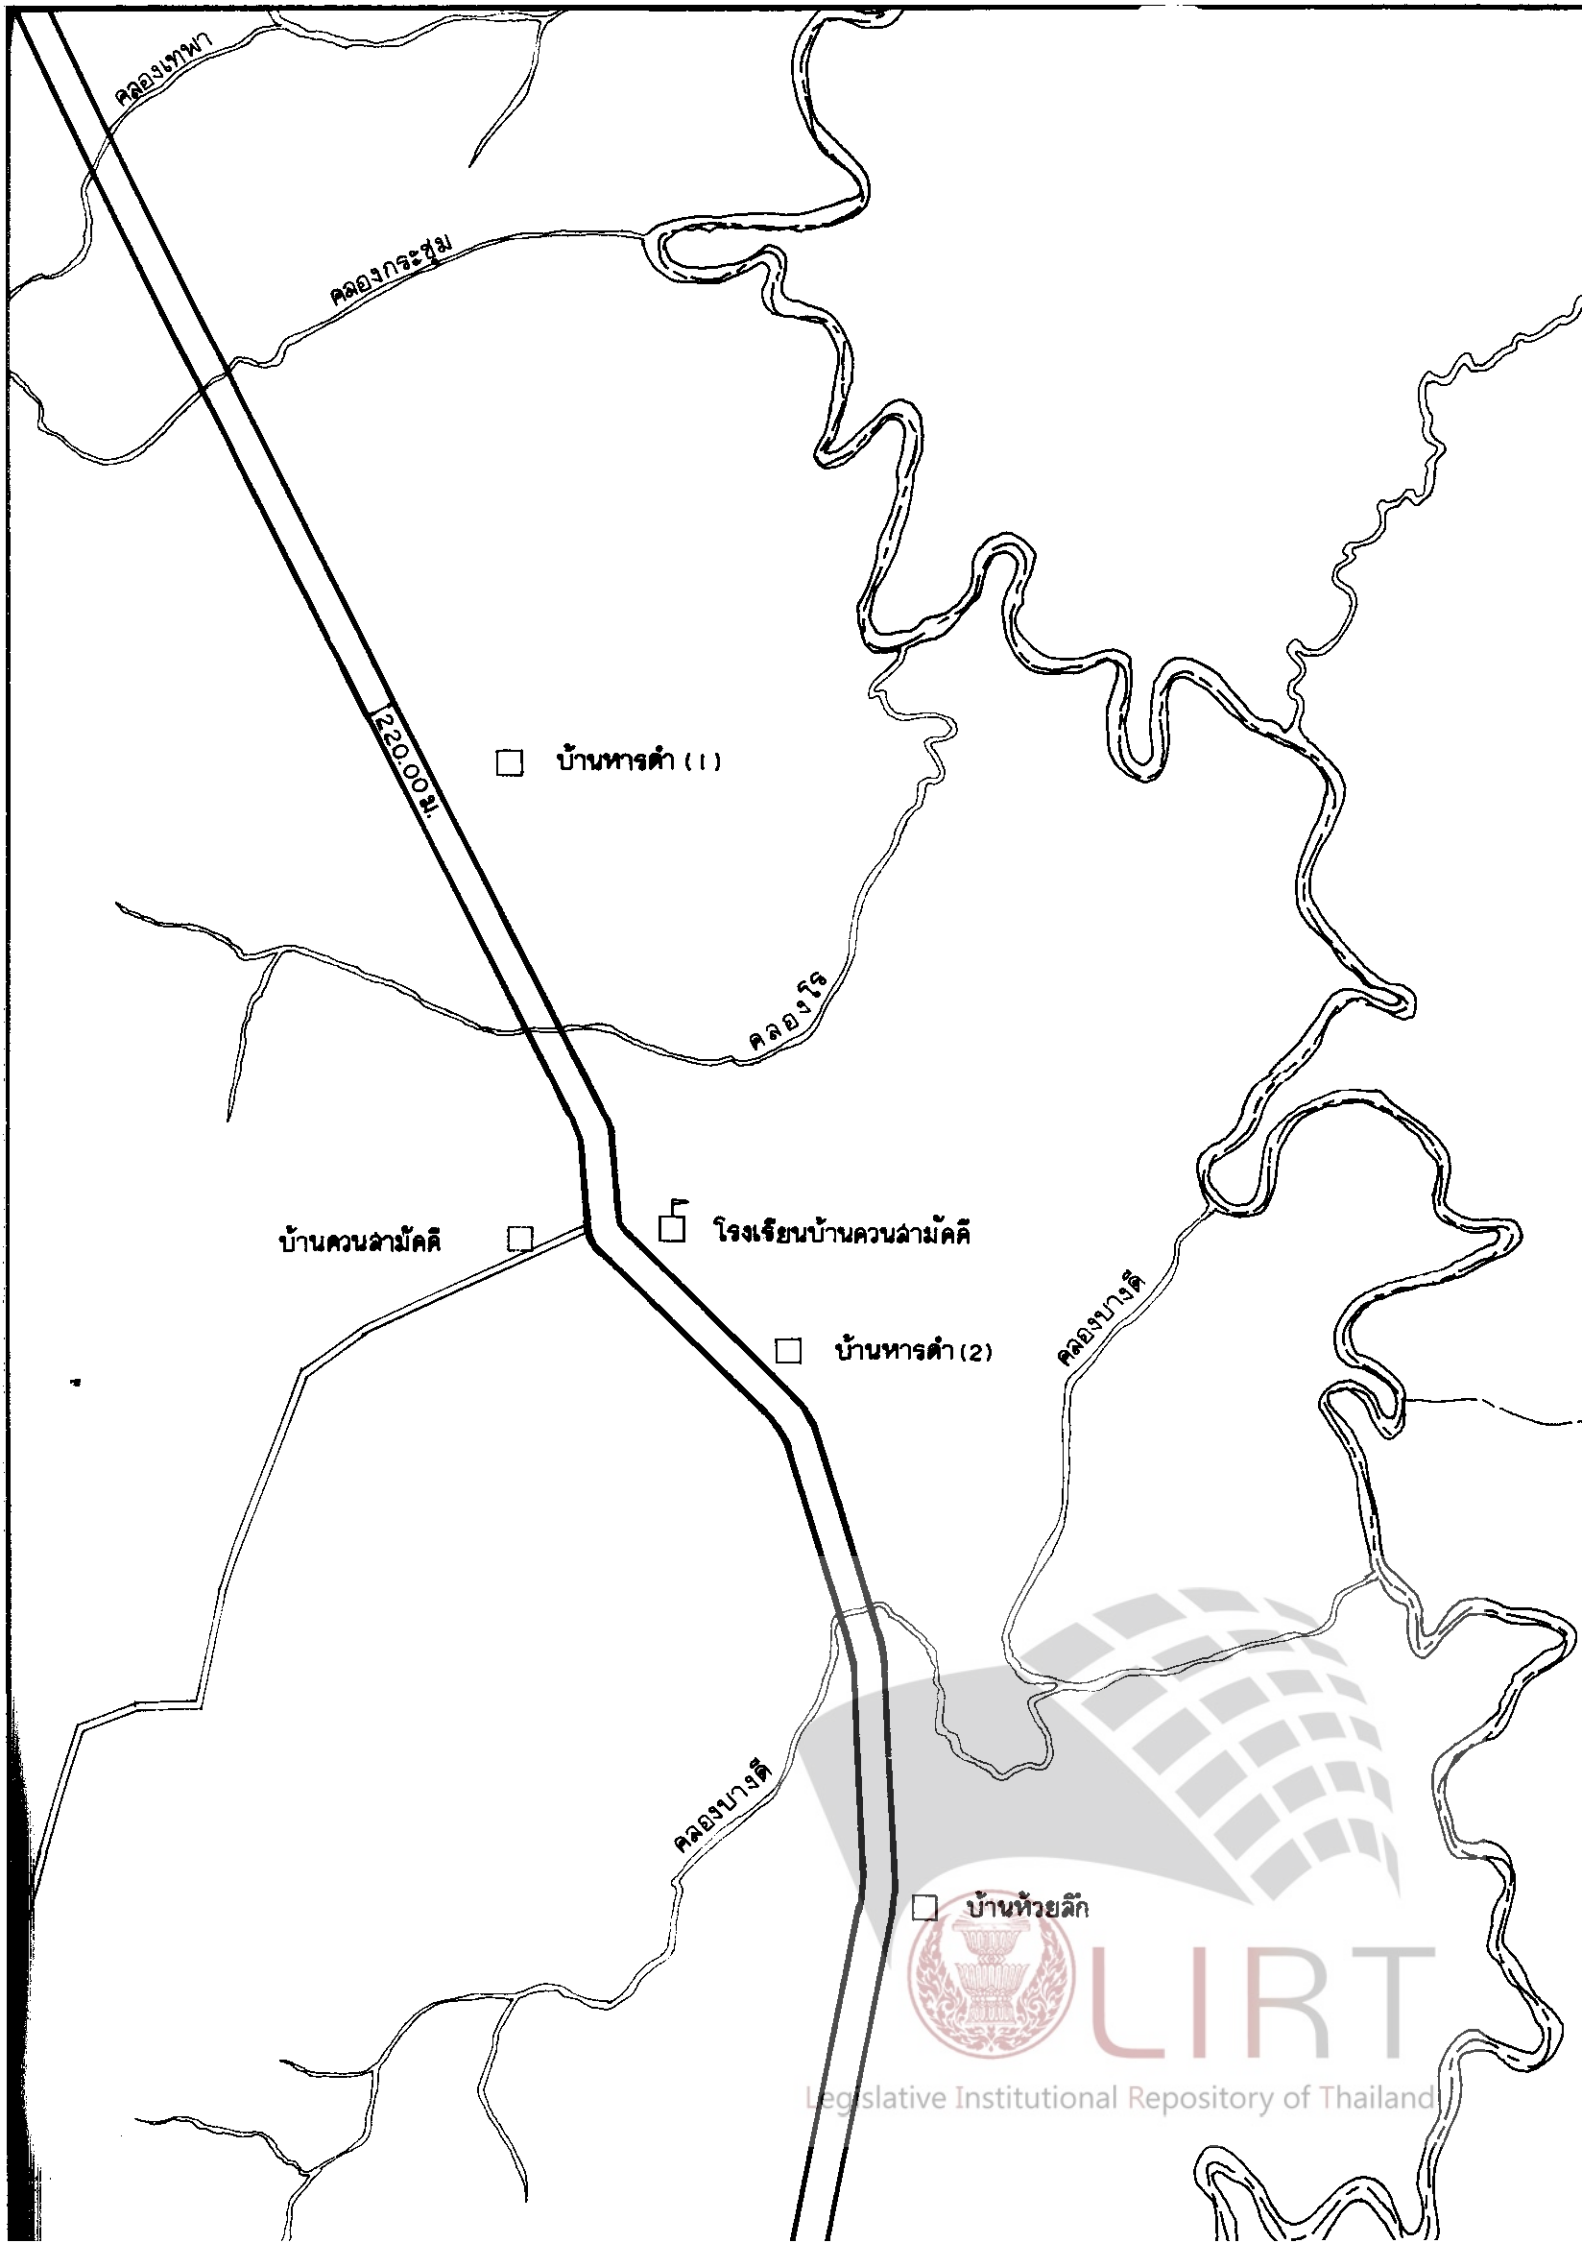 คลองเทพา
คลองกระชุม
220.00 ม.
บ้านหารดำ (1)
คลองโร
บ้านควนสามัคคี
โรงเรียนบ้านควนสามัคคี
คลองบางดี
บ้านหารดำ (2)
คลองบางดี
บ้านห้วยลึก
LIRT
Legislative Institutional Repository of Thailand